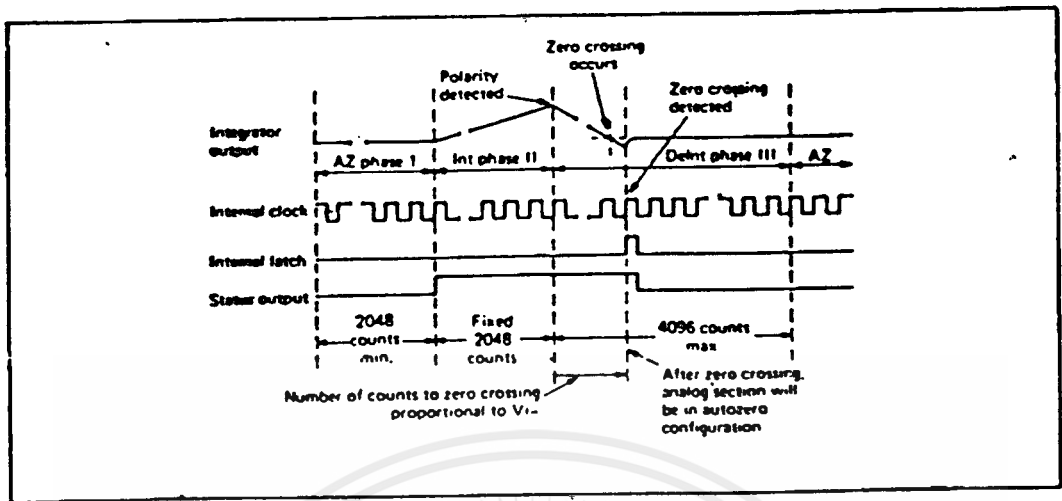 Zero crossing
occurs
Polarity
detected
Zero crossing
detected
Integrator
output
AZ phase I
Int phase II
DeInt phase III
AZ
Internal clock
Internal latch
Status output
2048
counts
min.
Fixed
2048
counts
4096 counts
max
Number of counts to zero crossing
proportional to
After zero crossing,
analog section will
be in autozero
configuration